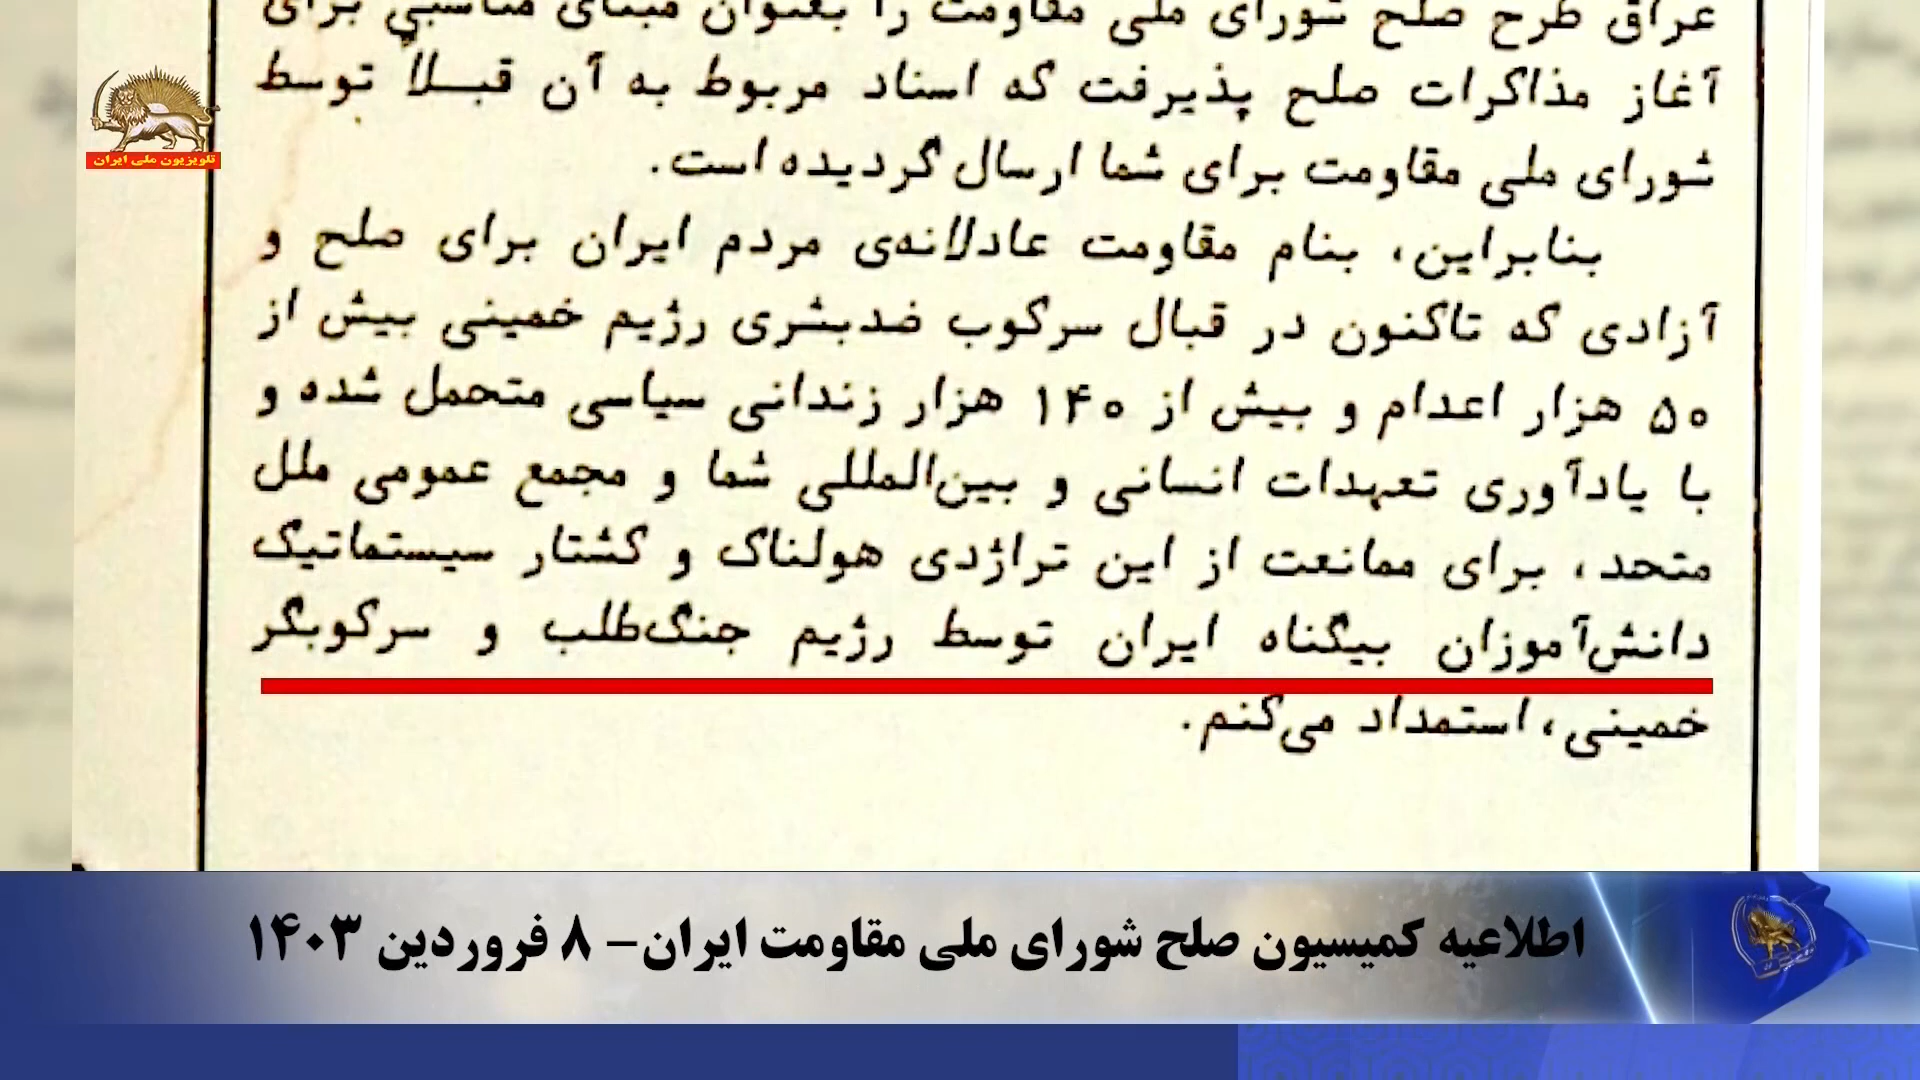 عراق طرح صلح شورای ملی مقاومت را بعنوان مبنای مناسبی برای
آغاز مذاکرات صلح پذیرفت که اسناد مربوط به آن قبلاً توسط
شورای ملی مقاومت برای شما ارسال گردیده است.
بنابراین، بنام مقاومت عادلانه‌ی مردم ایران برای صلح و
آزادی که تاکنون در قبال سرکوب ضدبشری رژیم خمینی بیش از
۵۰ هزار اعدام و بیش از ۱۴۰ هزار زندانی سیاسی متحمل شده و
با یادآوری تعهدات انسانی و بین‌المللی شما و مجمع عمومی ملل
متحد، برای ممانعت از این تراژدی هولناک و کشتار سیستماتیک
دانش‌آموزان بیگناه ایران توسط رژیم جنگ‌طلب و سرکوبگر
خمینی، استمداد می‌کنم.
تلویزیون ملی ایران
اطلاعیه کمیسیون صلح شورای ملی مقاومت ایران- ۸ فروردین ۱۴۰۳